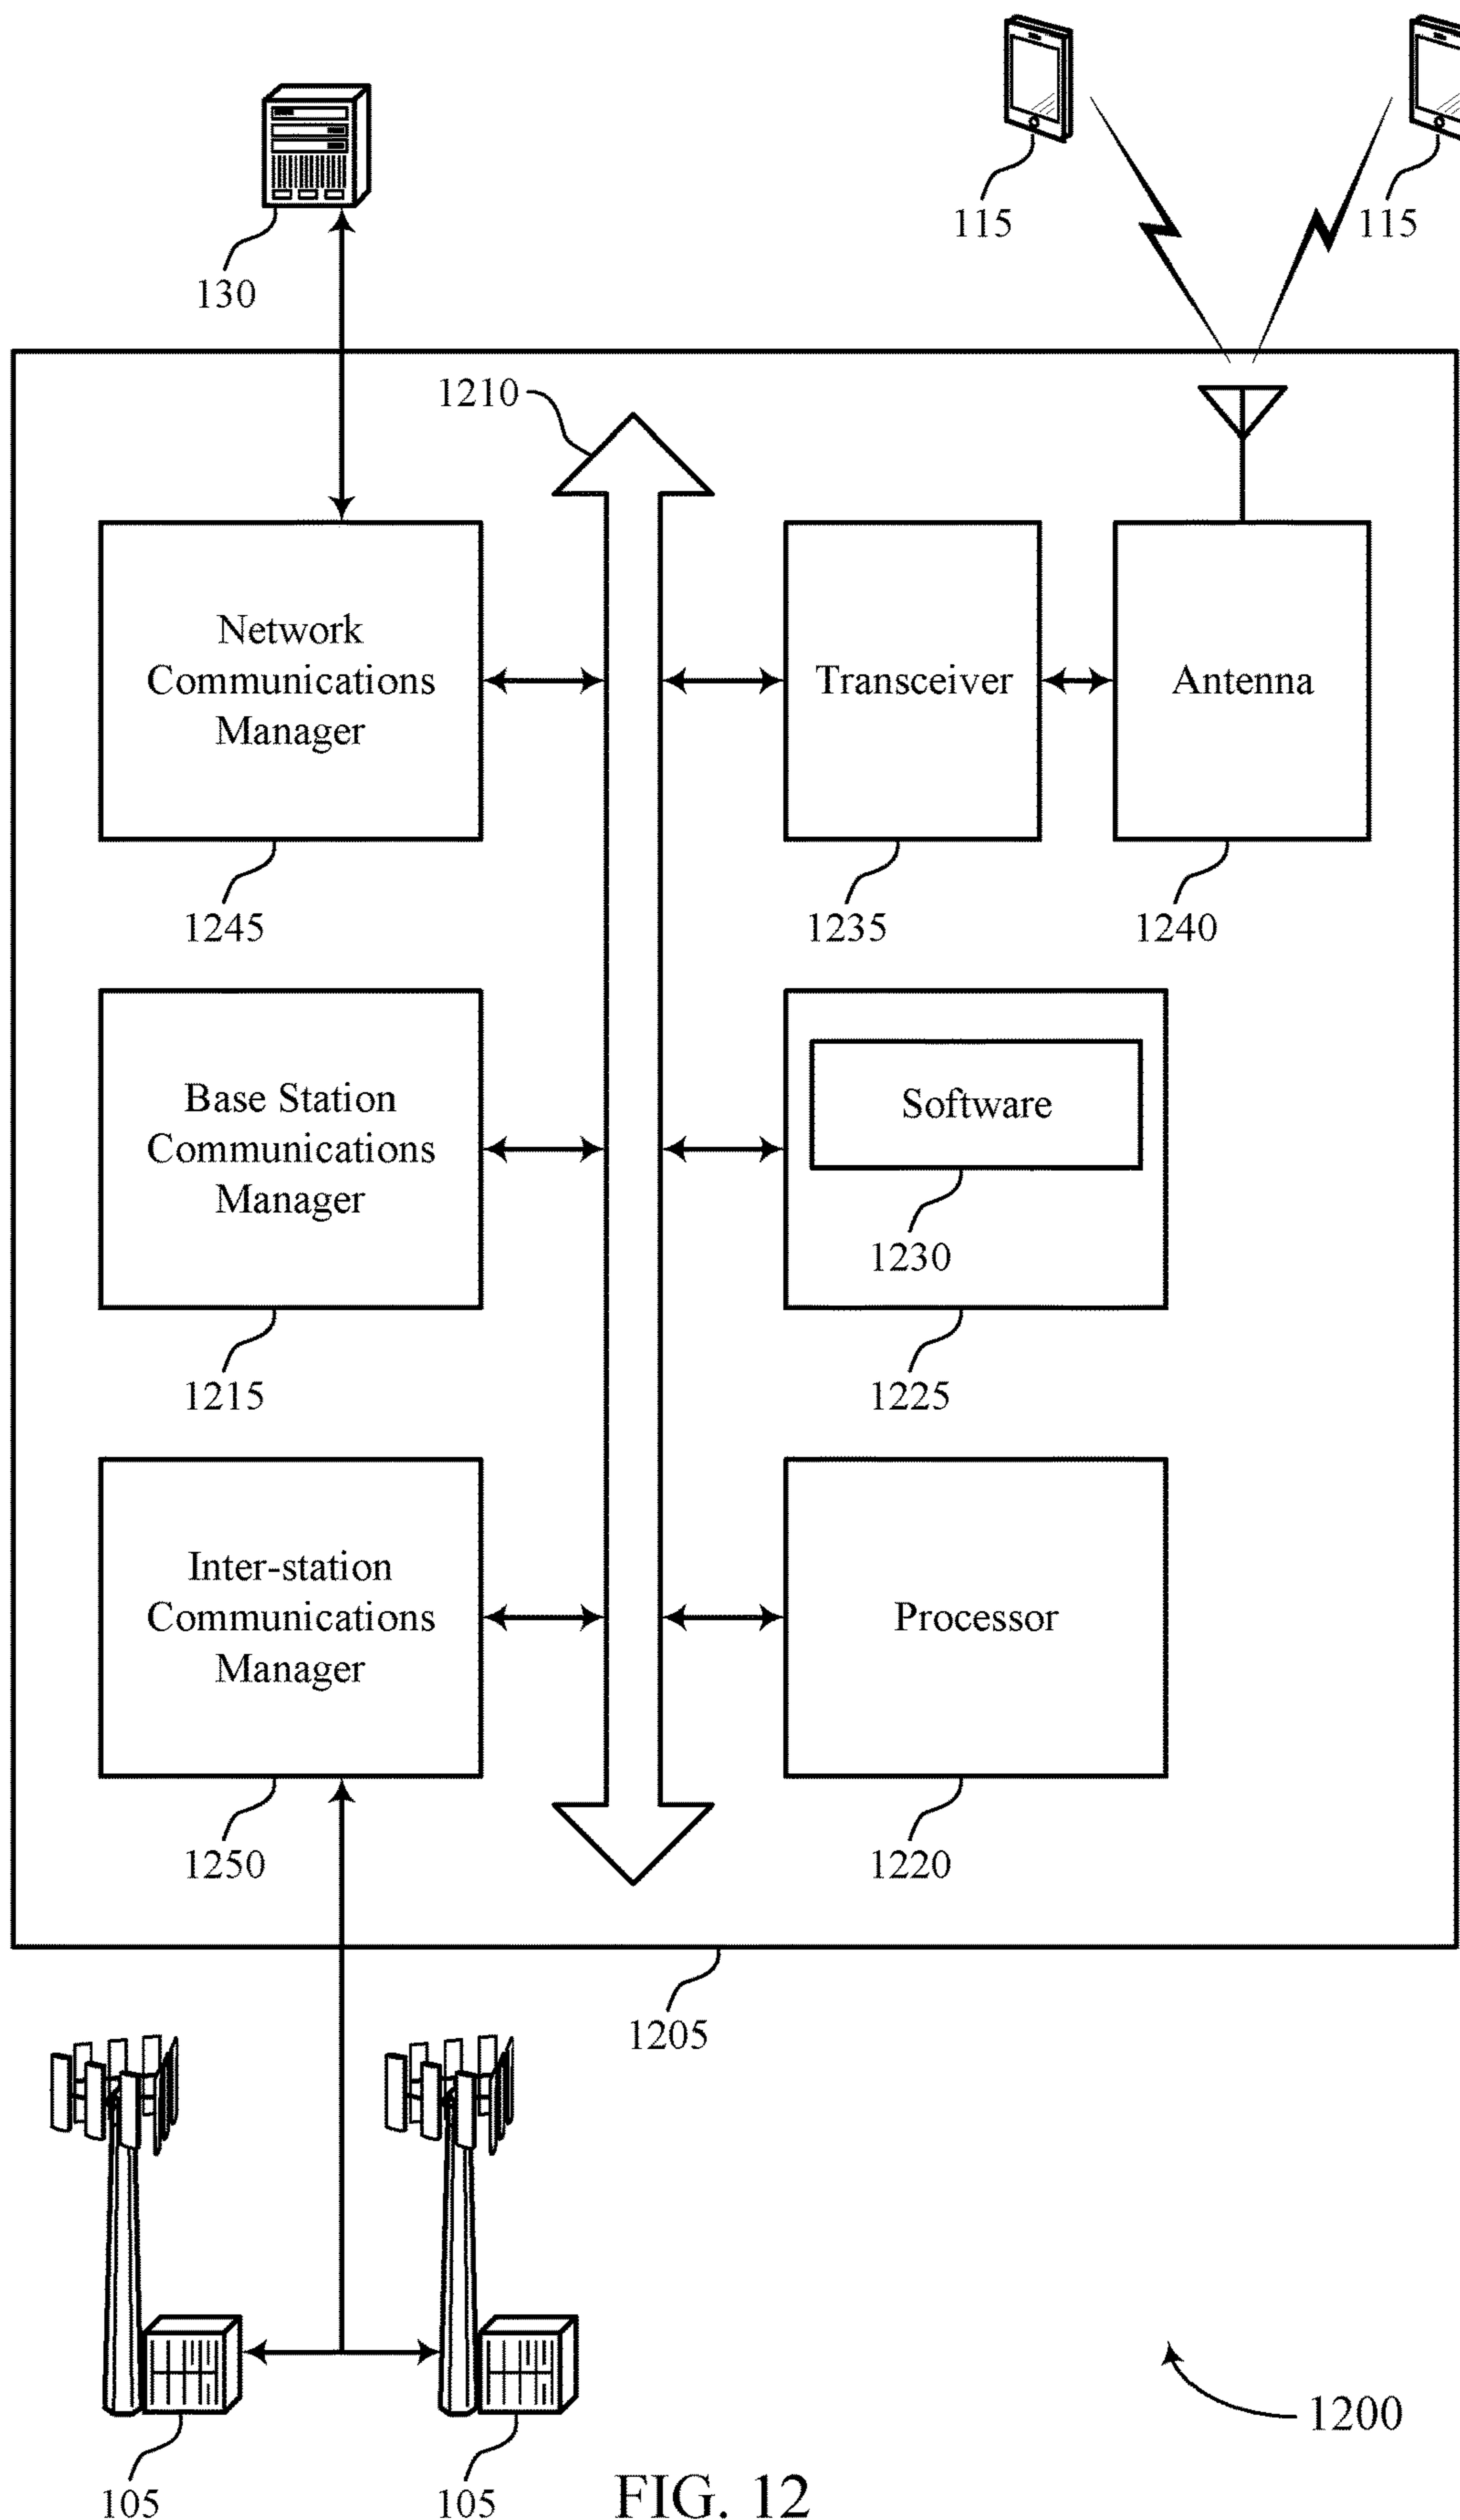 115
115
130
1210
Network
Communications
Manager
Transceiver
Antenna
1245
1235
1240
Base Station
Communications
Manager
Software
1230
1215
1225
Inter-station
Communications
Manager
Processor
1250
1220
1205
1200
105
105
FIG. 12